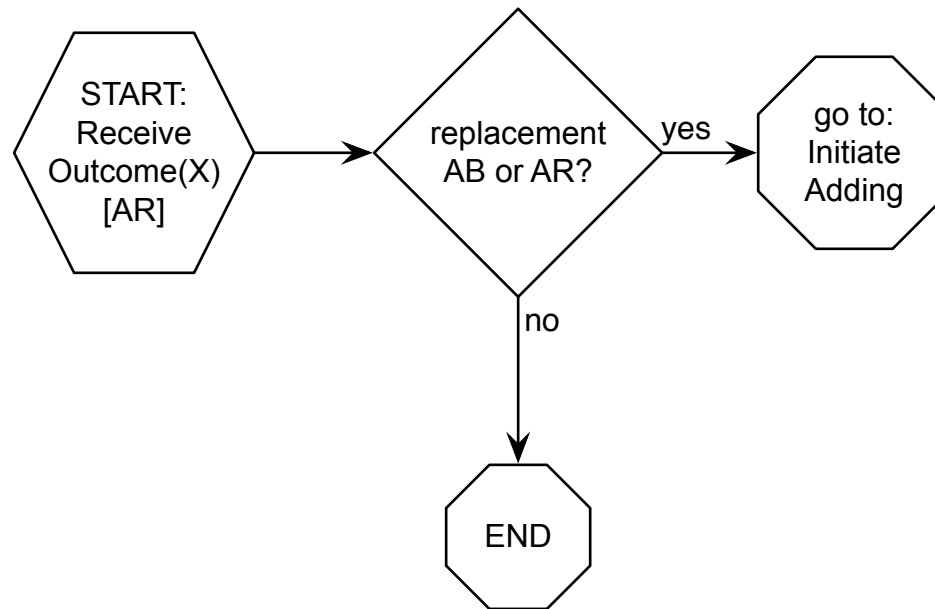 START:
Receive
Outcome(X)
[AR]
replacement
AB or AR?
yes
go to:
Initiate
Adding
no
END